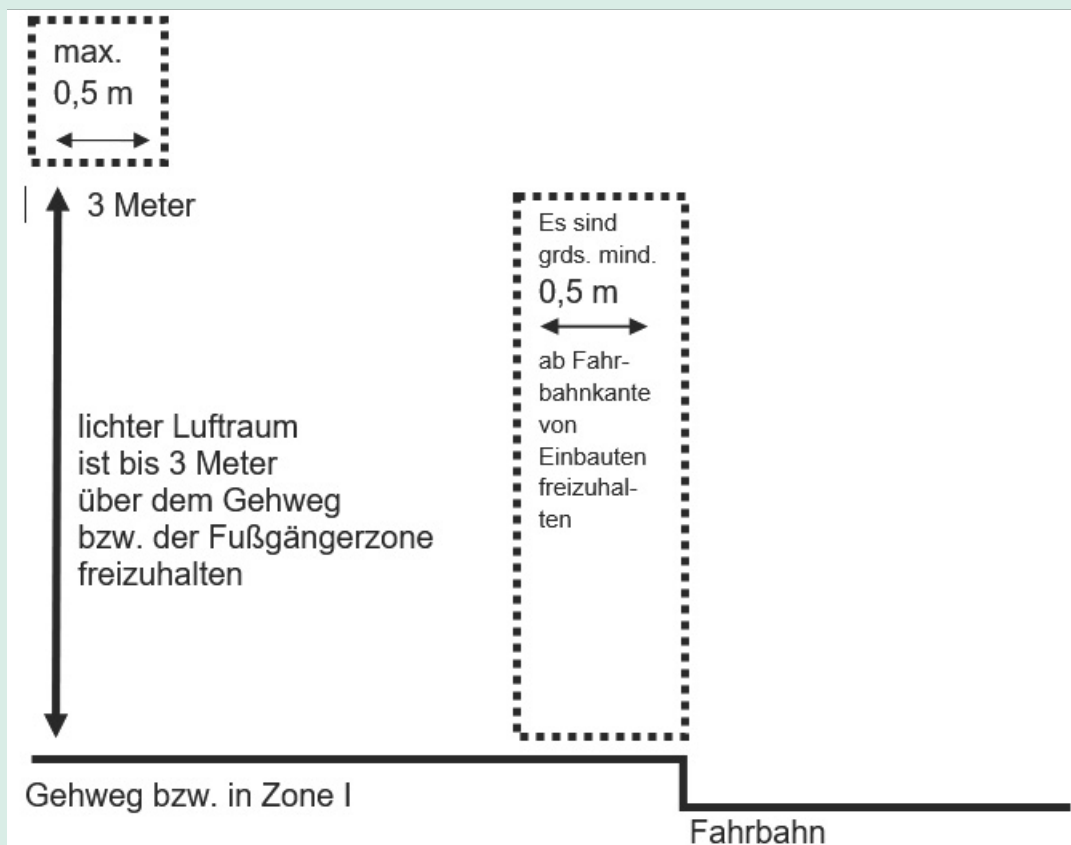 max.
0,5 m
3 Meter
lichter Luftraum
ist bis 3 Meter
über dem Gehweg
bzw. der Fußgängerzone
freizuhalten
Es sind
grds. mind.
0,5 m
ab Fahr-
bahnkante
von
Einbauten
freizuhal-
ten
Gehweg bzw. in Zone I
Fahrbahn